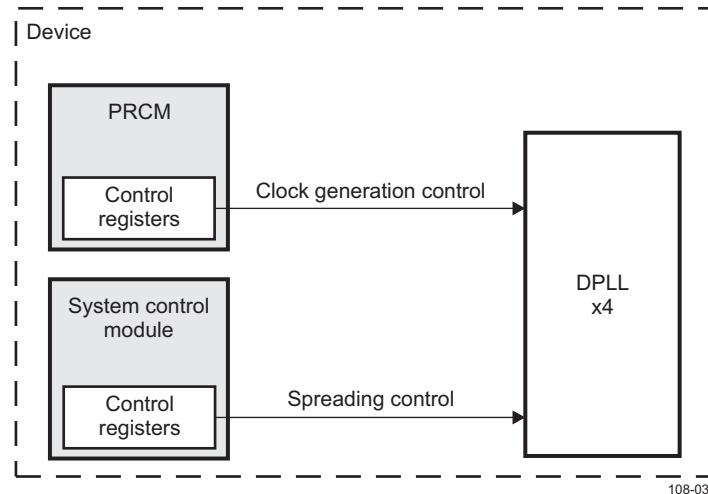 Device
PRCM
Control
registers
Clock generation control
System control
module
Control
registers
Spreading control
DPLL
x4
108-03